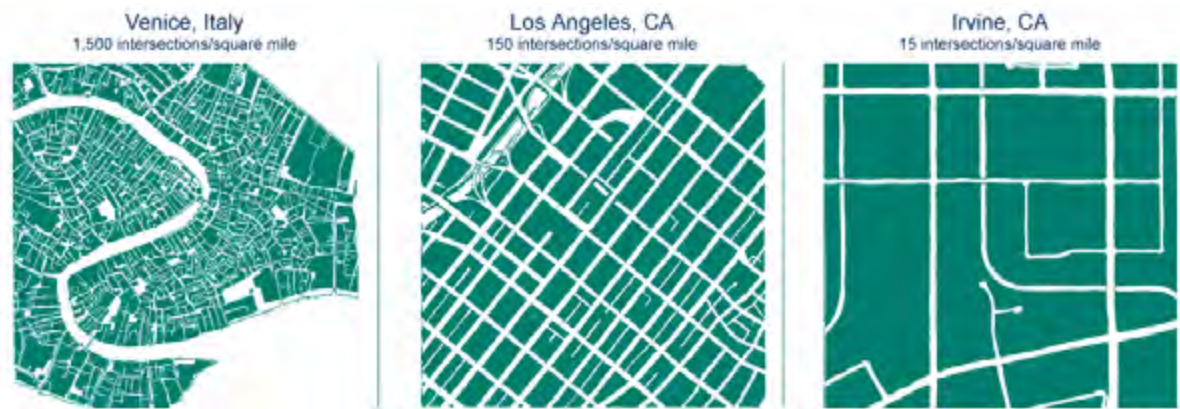 Venice, Italy
1,500 intersections/square mile
Los Angeles, CA
150 intersections/square mile
Irvine, CA
15 intersections/square mile